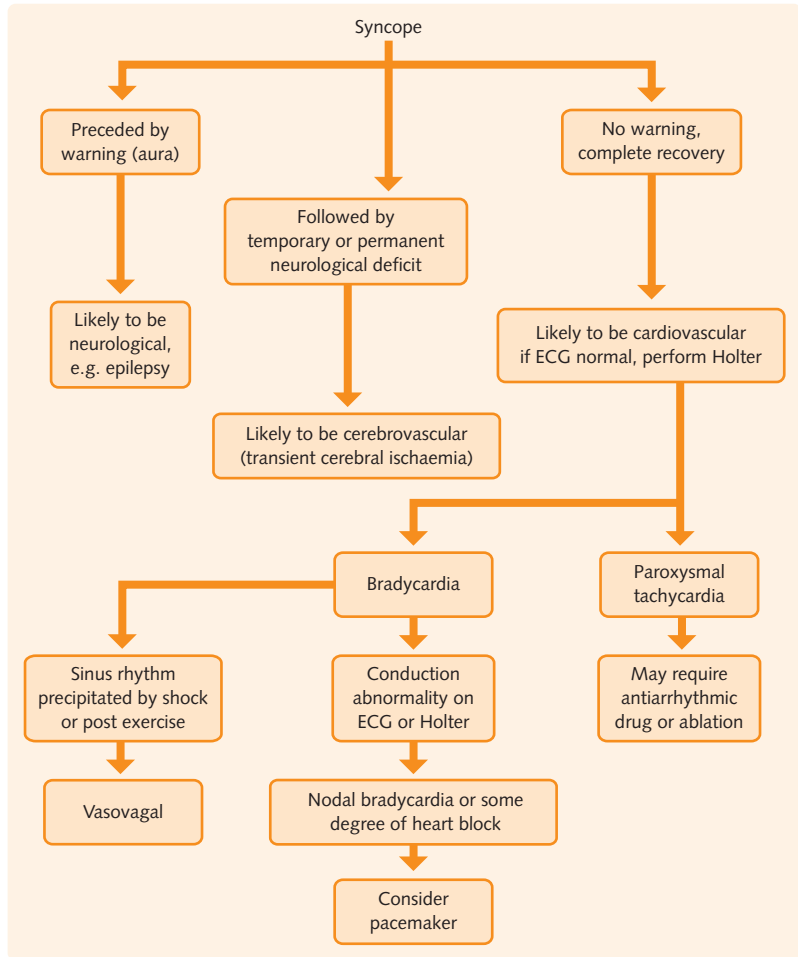 Syncope
Preceded by
warning (aura)
No warning,
complete recovery
Followed by
temporary or permanent
neurological deficit
Likely to be
neurological,
e.g. epilepsy
Likely to be cardiovascular
if ECG normal, perform Holter
Likely to be cerebrovascular
(transient cerebral ischaemia)
Bradycardia
Paroxysmal
tachycardia
Sinus rhythm
precipitated by shock
or post exercise
Conduction
abnormality on
ECG or Holter
May require
antiarrhythmic
drug or ablation
Vasovagal
Nodal bradycardia or some
degree of heart block
Consider
pacemaker